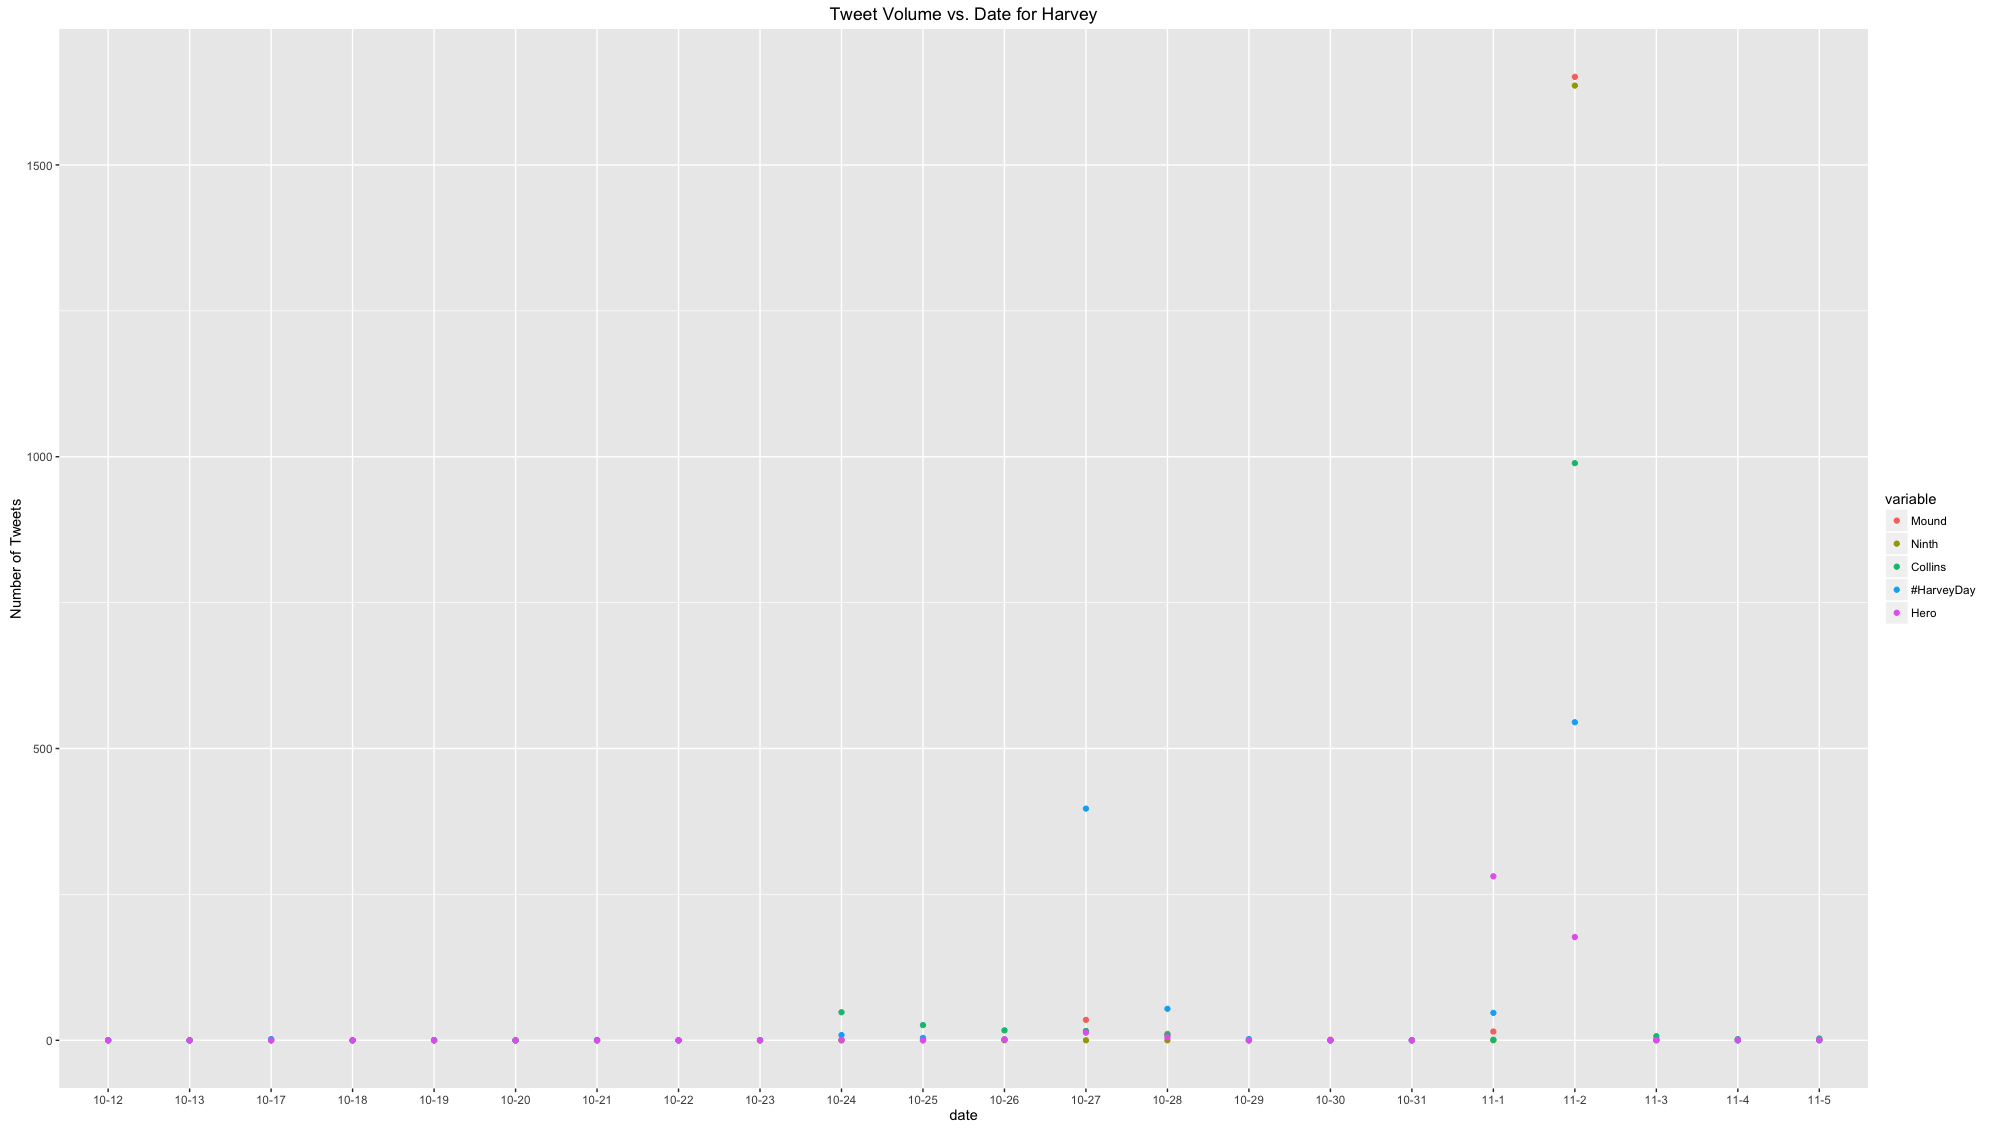 Tweet Volume vs. Date for Harvey
Number of Tweets
1500
1000
500
0
10-12 10-13 10-17 10-18 10-19 10-20 10-21 10-22 10-23 10-24 10-25 10-26 10-27 10-28 10-29 10-30 10-31 11-1 11-2 11-3 11-4 11-5
date
variable
Mound
Ninth
Collins
#HarveyDay
Hero